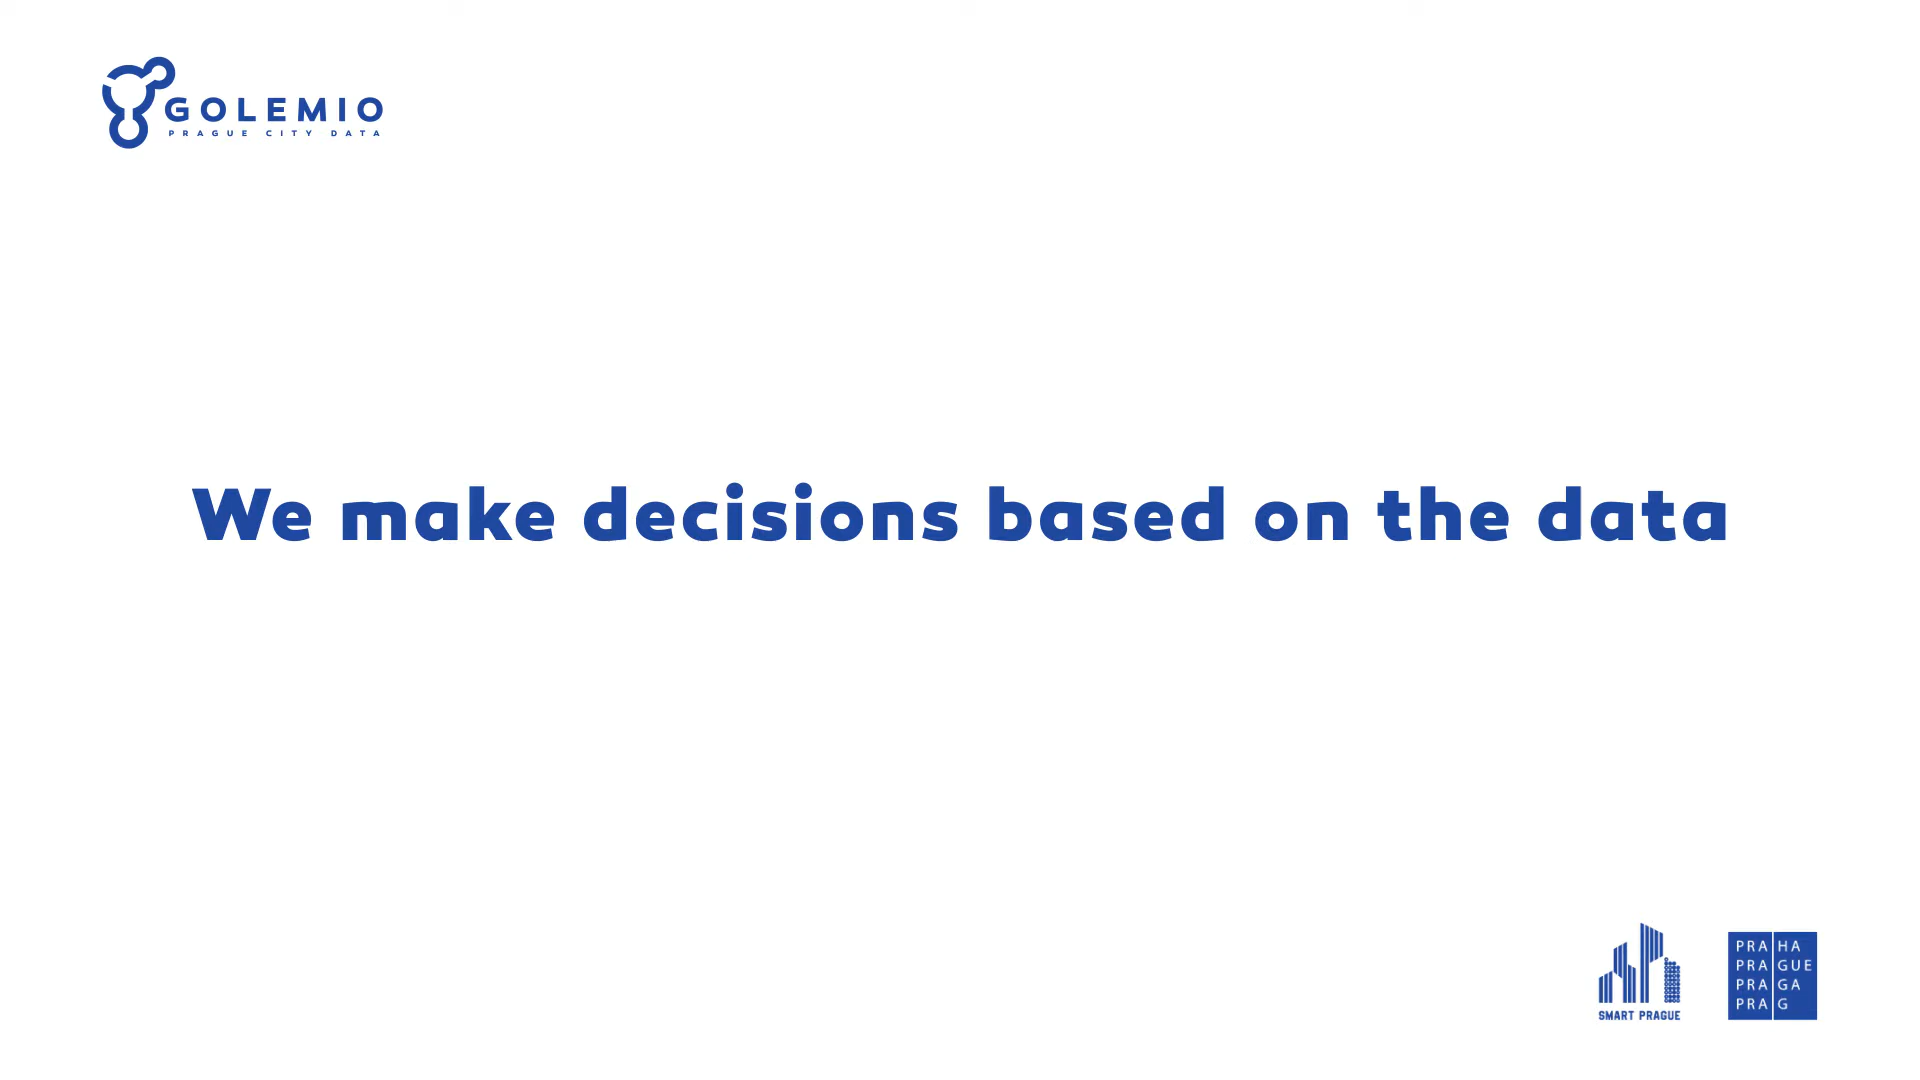 GOLEMIO
PRAGUE CITY DATA
We make decisions based on the data
SMART PRAGUE
PRA HA
PRA GUE
PRA GA
PRA G